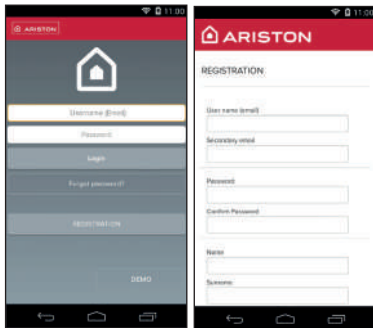 11:00
ARISTON
Username (Email)
Password
Login
Forgot password?
REGISTRATION
DEMO
11:00
ARISTON
REGISTRATION
User name (email)
Secondary email
Password
Confirm Password
Name
Surname